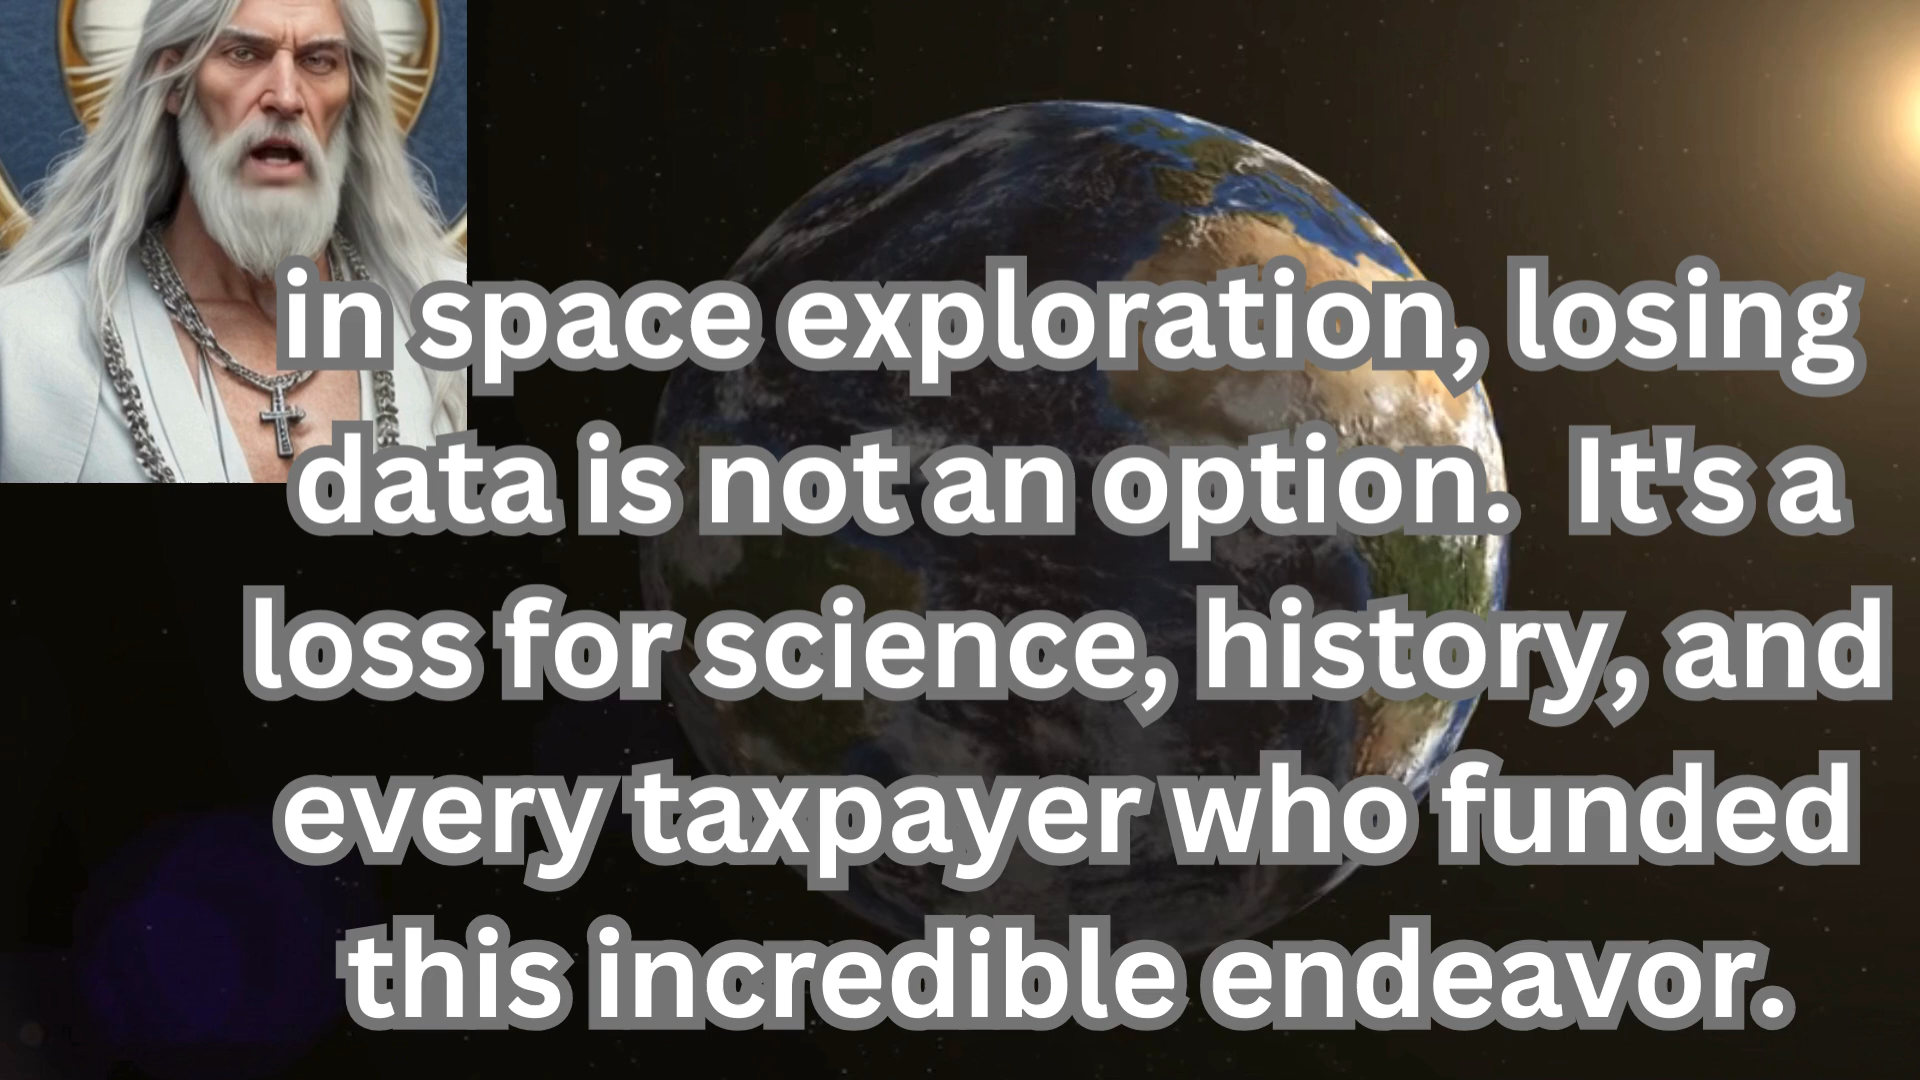 in space exploration, losing
data is not an option.  It's a
loss for science, history, and
every taxpayer who funded
this incredible endeavor.